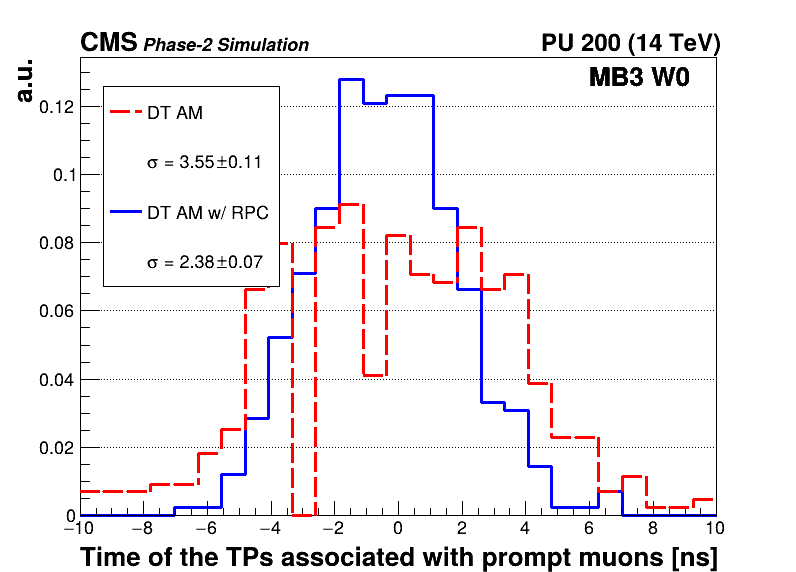 CMS Phase-2 Simulation PU 200 (14 TeV)
a.u.
MB3 W0
DT AM
σ = 3.55±0.11
DT AM w/ RPC
σ = 2.38±0.07
0.12
0.1
0.08
0.06
0.04
0.02
0
−10 −8 −6 −4 −2 0 2 4 6 8 10
Time of the TPs associated with prompt muons [ns]